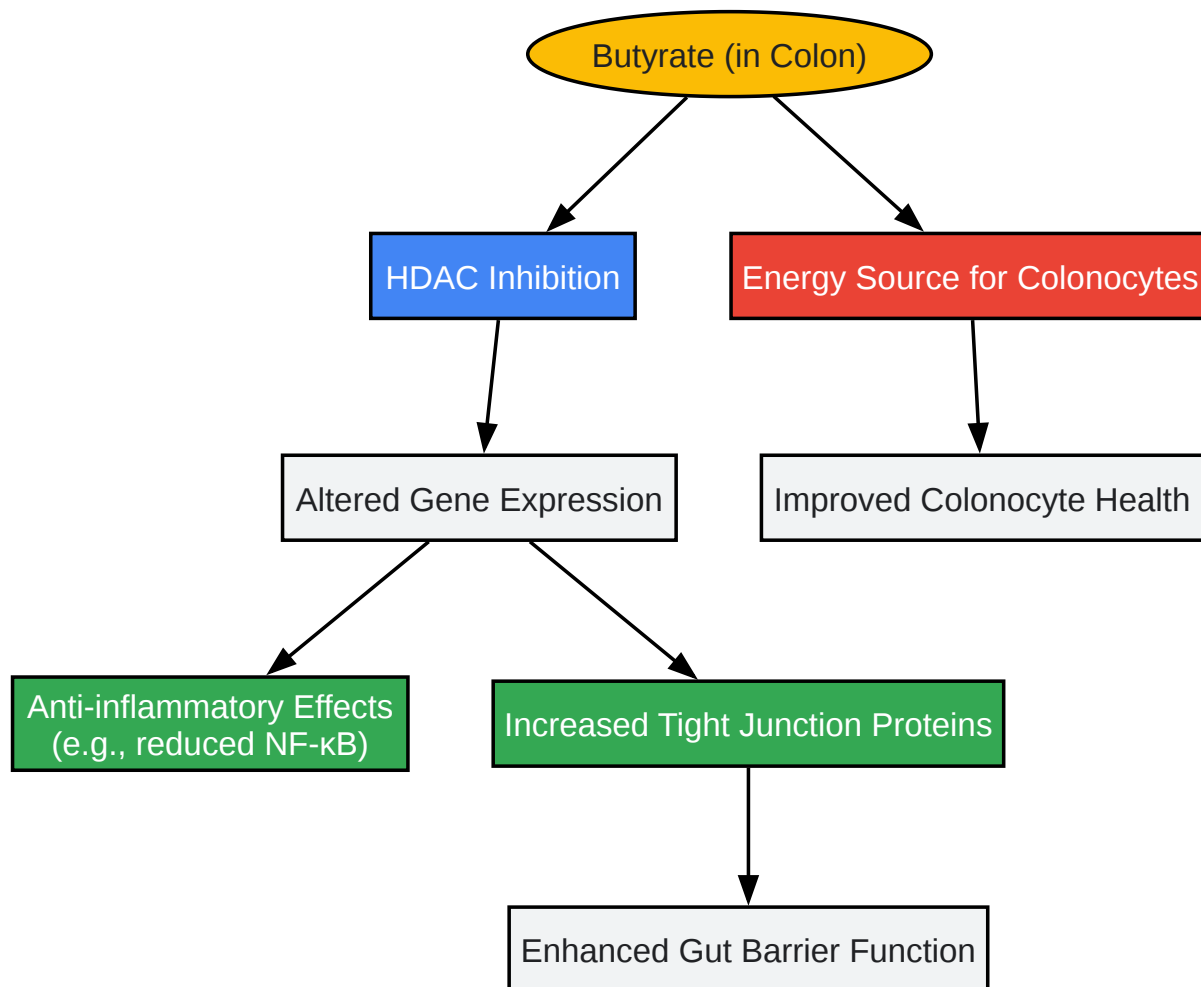 Butyrate (in Colon)
HDAC Inhibition
Energy Source for Colonocytes
Altered Gene Expression
Improved Colonocyte Health
Anti-inflammatory Effects
(e.g., reduced NF-κB)
Increased Tight Junction Proteins
Enhanced Gut Barrier Function